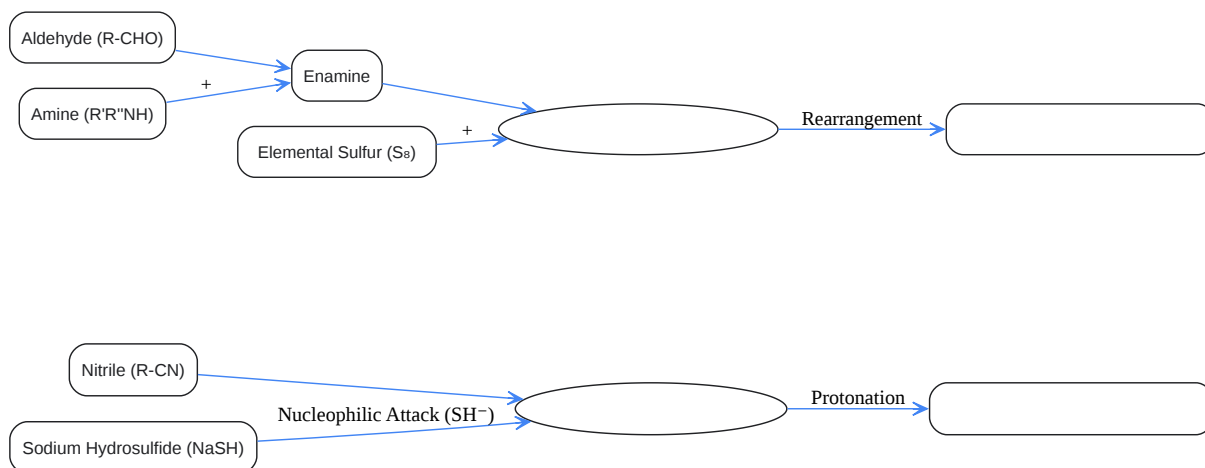 Aldehyde (R-CHO)
+
Amine (R'R"NH)
Enamine
+
Elemental Sulfur (S₈)
Rearrangement
Nitrile (R-CN)
Nucleophilic Attack (SH⁻)
Sodium Hydrosulfide (NaSH)
Protonation